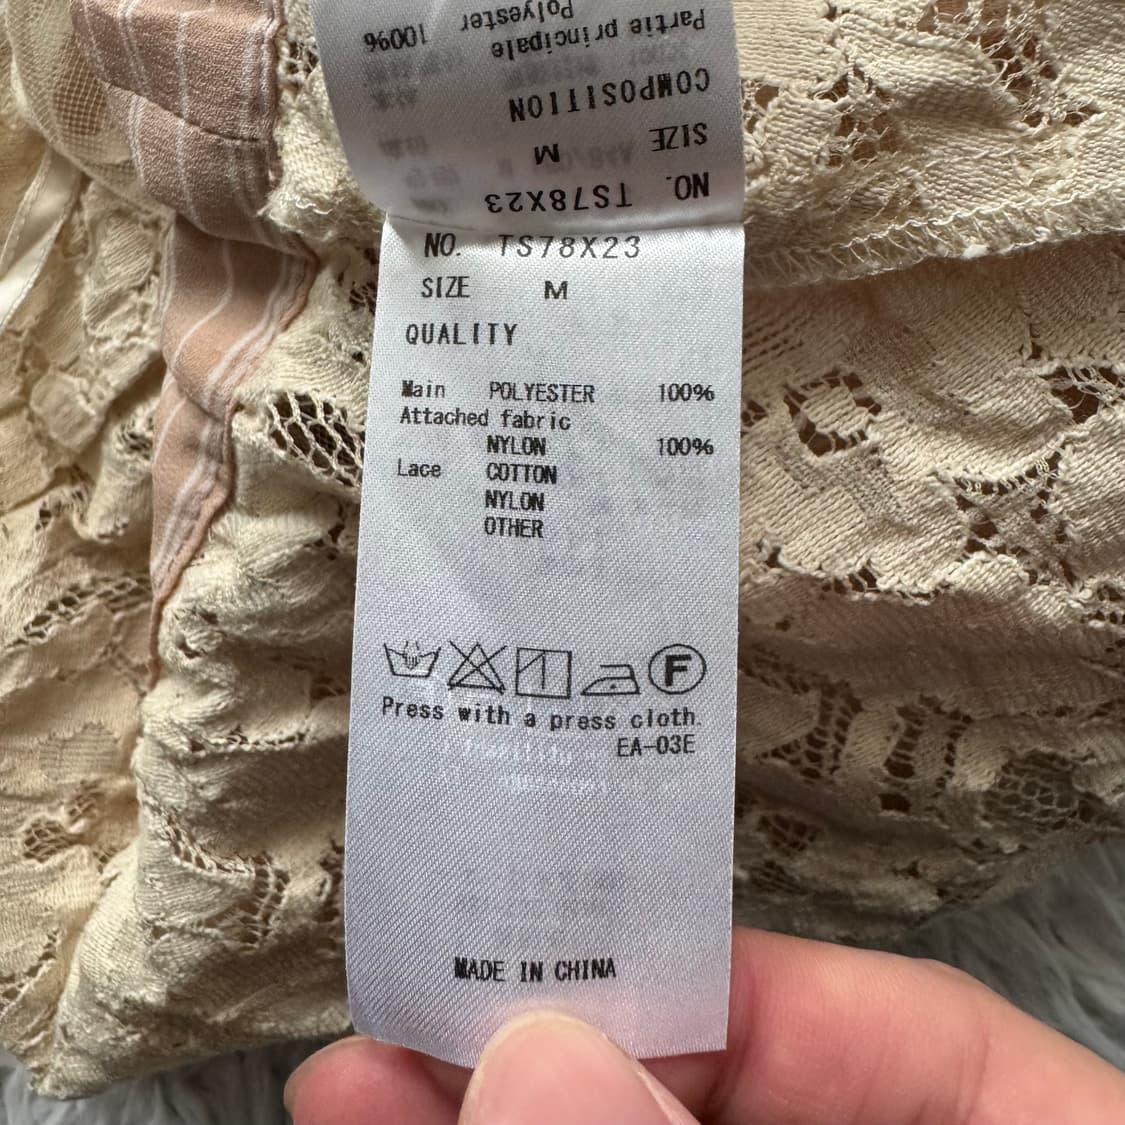 Polyester 100%
Partie principale
COMPOSITION
SIZE M
NO. TS78X23
NO. TS78X23
SIZE M
QUALITY
Main POLYESTER 100%
Attached fabric
NYLON 100%
Lace COTTON
NYLON
OTHER
F
Press with a press cloth.
EA-03E
MADE IN CHINA